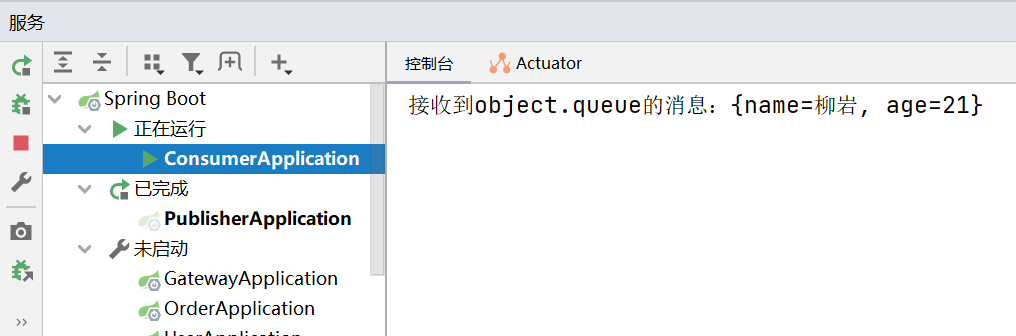 服务
控制台
Actuator
Spring Boot
正在运行
ConsumerApplication
已完成
PublisherApplication
未启动
GatewayApplication
OrderApplication
接收到object.queue的消息：{name=柳岩, age=21}